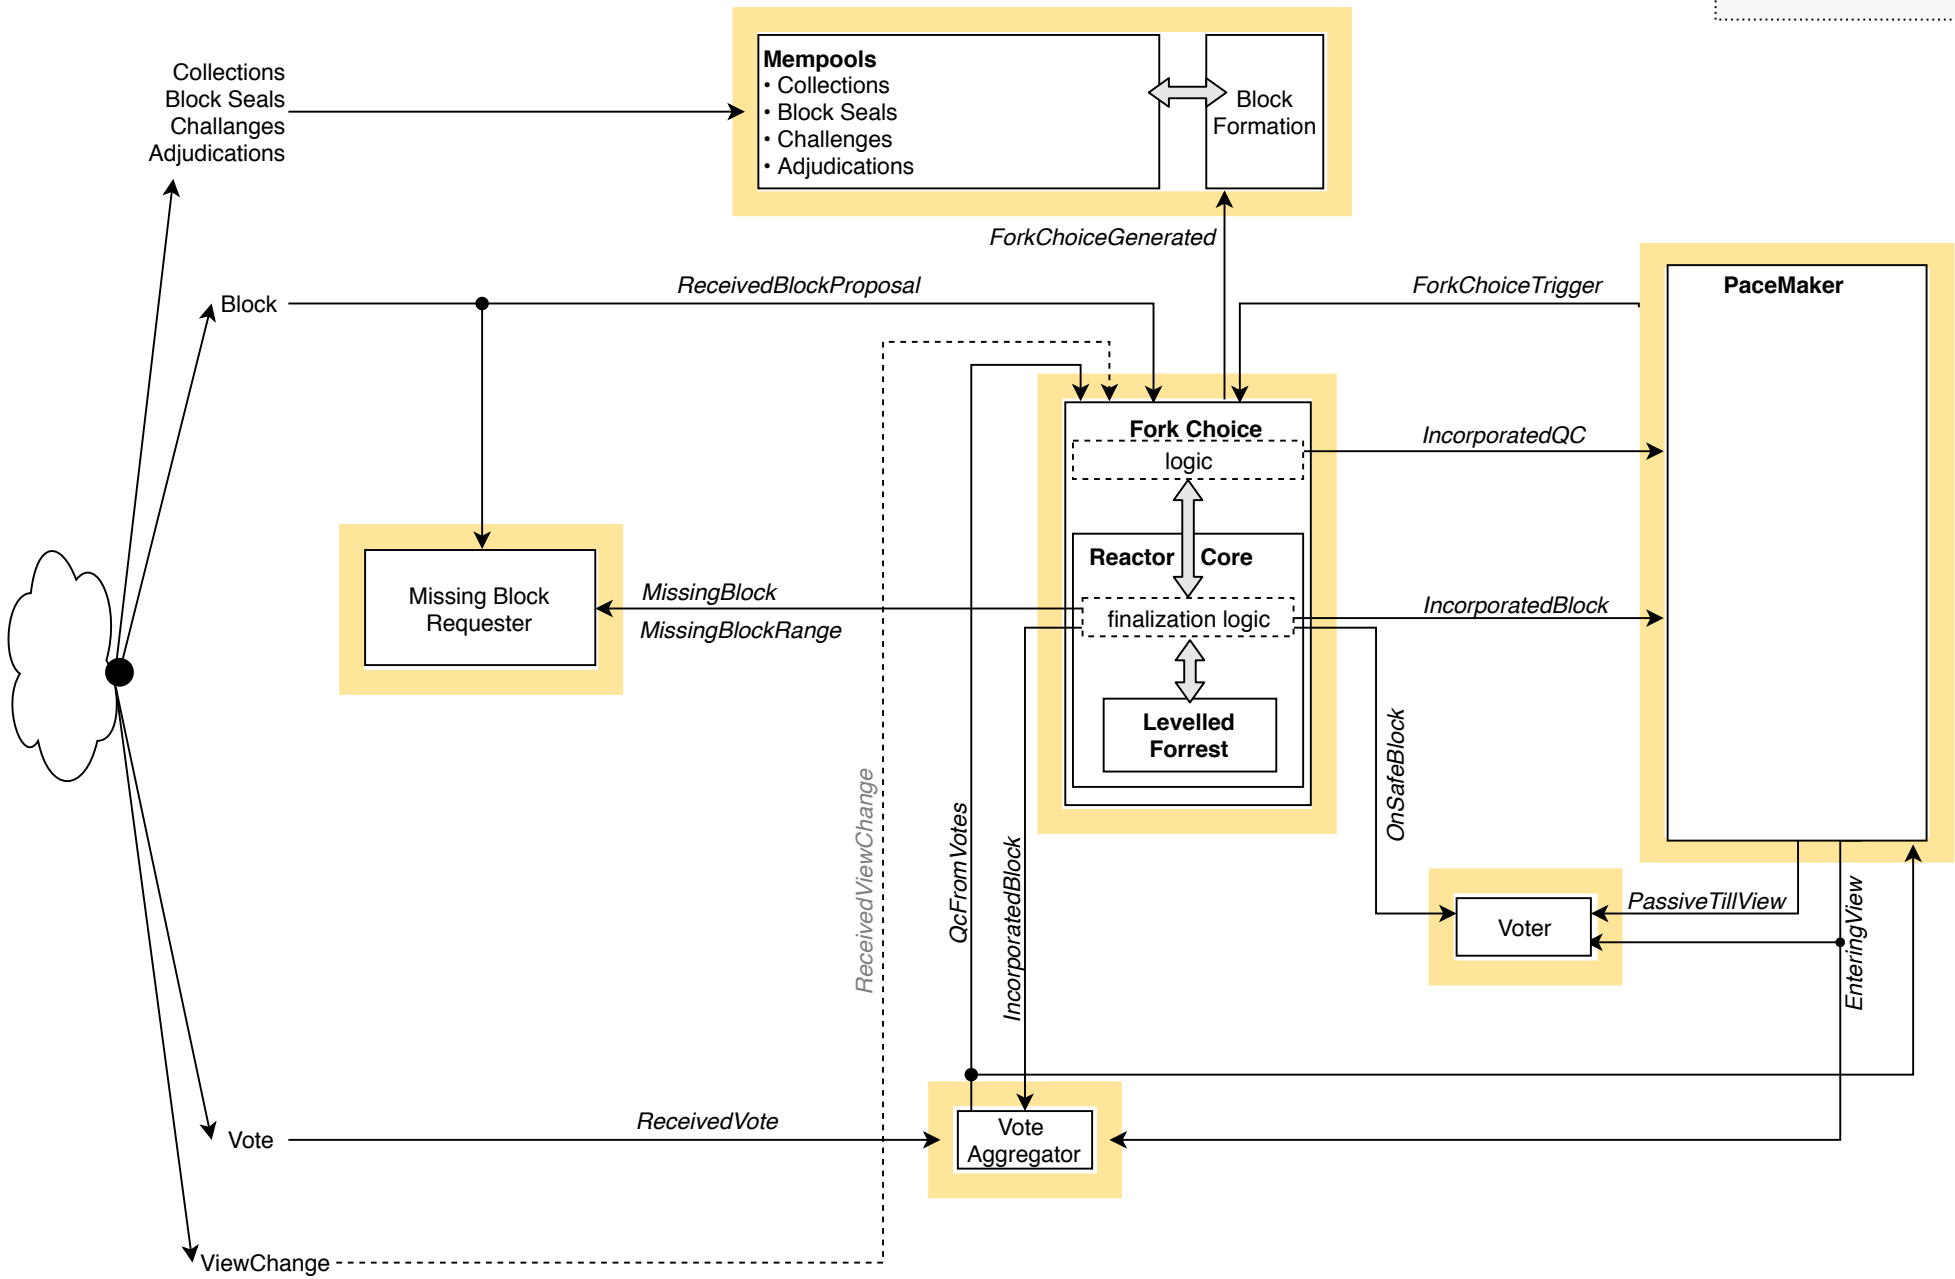 Collections
Block Seals
Challanges
Adjudications
Mempools
• Collections
• Block Seals
• Challenges
• Adjudications
Block
Formation
ForkChoiceGenerated
Block
ReceivedBlockProposal
ForkChoiceTrigger
PaceMaker
Fork Choice
logic
IncorporatedQC
Reactor Core
finalization logic
IncorporatedBlock
Levelled
Forrest
Missing Block
Requester
MissingBlock
MissingBlockRange
ReceivedViewChange
QcFromVotes
IncorporatedBlock
OnSafeBlock
Voter
PassiveTillView
EnteringView
Vote
ReceivedVote
Vote
Aggregator
ViewChange